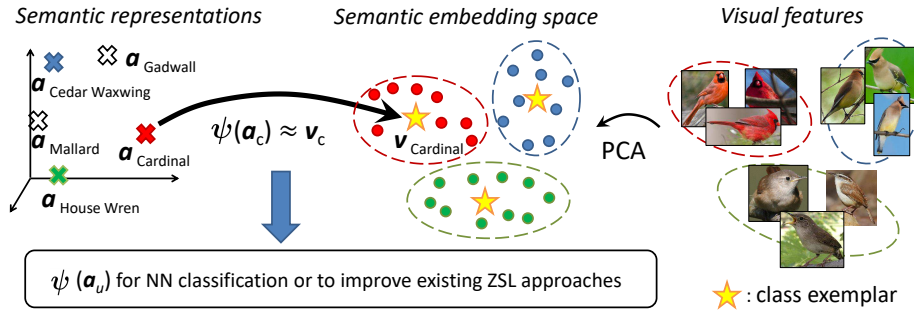 Semantic representations
Semantic embedding space
Visual features
a Gadwall
a Cedar Waxwing
a Mallard
a Cardinal
a House Wren
ψ(a_c) ≈ v_c
v Cardinal
PCA
ψ (a_u) for NN classification or to improve existing ZSL approaches
: class exemplar